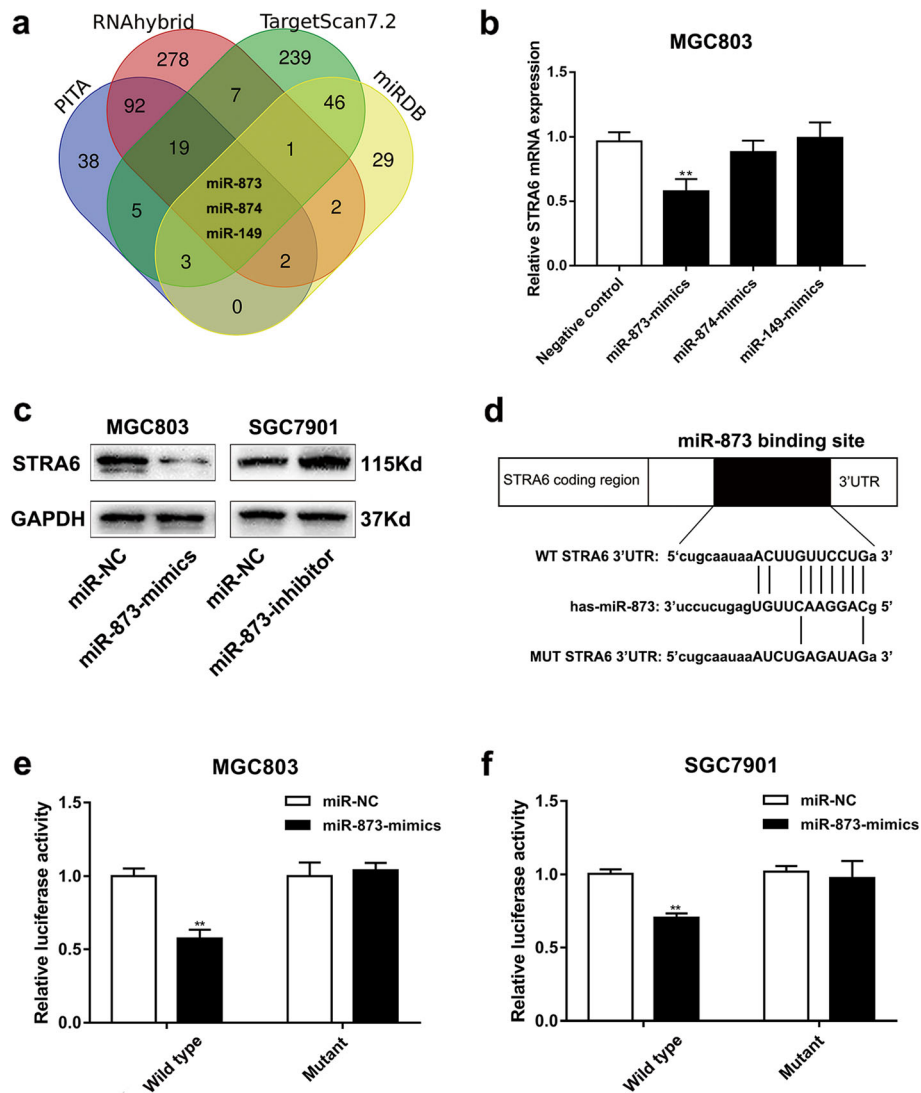 a
RNAhybrid
TargetScan7.2
PITA
miRDB
278
239
92
7
46
38
19
1
29
miR-873
miR-874
miR-149
5
2
3
2
0
b
MGC803
Relative STRA6 mRNA expression
1.5
1.0
0.5
0.0
**
Negative control
miR-873-mimics
miR-874-mimics
miR-149-mimics
c
MGC803
SGC7901
STRA6
115Kd
GAPDH
37Kd
miR-NC
miR-873-mimics
miR-NC
miR-873-inhibitor
d
miR-873 binding site
STRA6 coding region
3'UTR
WT STRA6 3'UTR: 5'cugcaauaaACUUGUUCCUGa 3'
has-miR-873: 3'uccucugagUGUUCAAGGACg 5'
MUT STRA6 3'UTR: 5'cugcaauaaAUCUGAGAUAGa 3'
e
MGC803
Relative luciferase activity
1.5
1.0
0.5
0.0
miR-NC
miR-873-mimics
**
Wild type
Mutant
f
SGC7901
Relative luciferase activity
1.5
1.0
0.5
0.0
miR-NC
miR-873-mimics
**
Wild type
Mutant